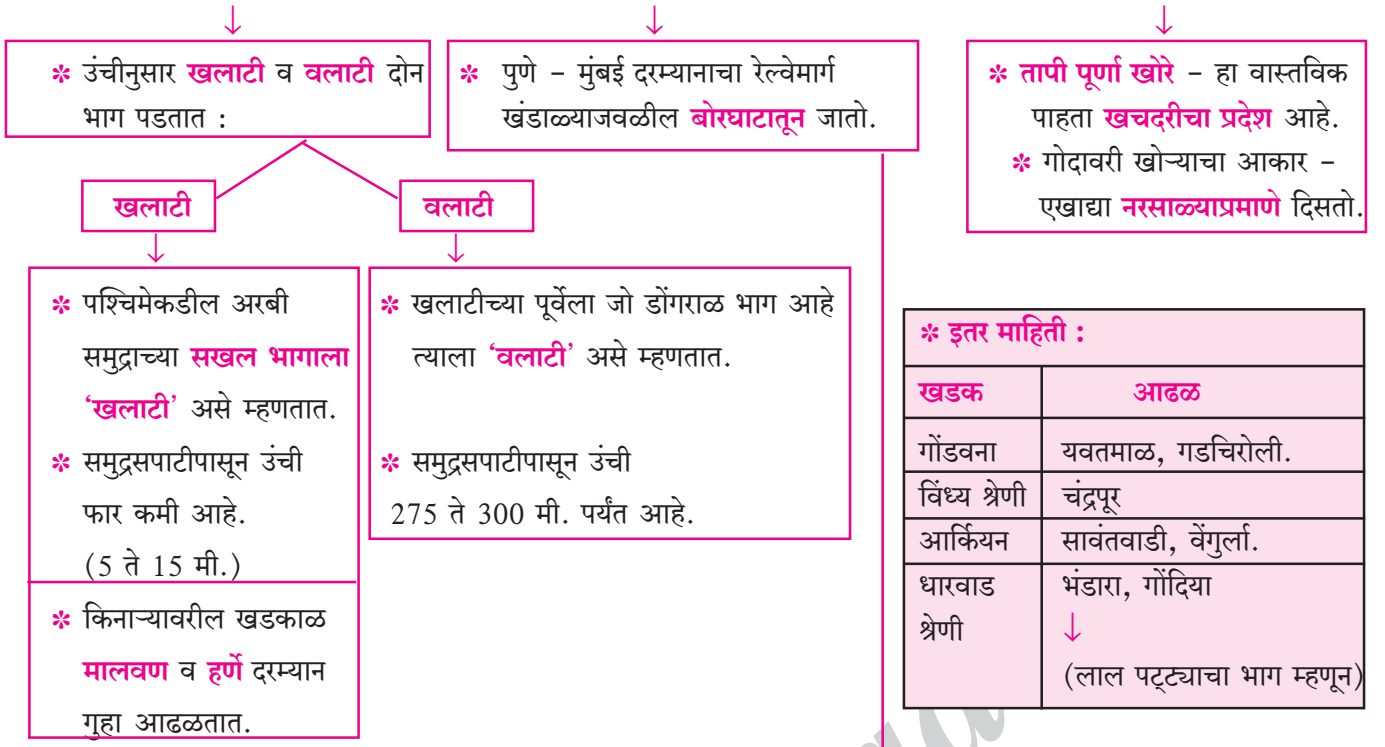 ↓
✽ उंचीनुसार खलाटी व वलाटी दोन
भाग पडतात :
खलाटी
↓
✽ पश्चिमेकडील अरबी
समुद्राच्या सखल भागाला
‘खलाटी’ असे म्हणतात.
✽ समुद्रसपाटीपासून उंची
फार कमी आहे.
(5 ते 15 मी.)
✽ किनाऱ्यावरील खडकाळ
मालवण व हर्णे दरम्यान
गुहा आढळतात.
वलाटी
↓
✽ खलाटीच्या पूर्वेला जो डोंगराळ भाग आहे
त्याला ‘वलाटी’ असे म्हणतात.
✽ समुद्रसपाटीपासून उंची
275 ते 300 मी. पर्यंत आहे.
↓
✽ पुणे – मुंबई दरम्यानाचा रेल्वेमार्ग
खंडाळ्याजवळील बोरघाटातून जातो.
↓
✽ तापी पूर्णा खोरे – हा वास्तविक
पाहता खचदरीचा प्रदेश आहे.
✽ गोदावरी खोऱ्याचा आकार –
एखाद्या नरसाळ्याप्रमाणे दिसतो.
✽ इतर माहिती :
खडक आढळ
गोंडवना यवतमाळ, गडचिरोली.
विंध्य श्रेणी चंद्रपूर
आर्कियन सावंतवाडी, वेंगुर्ला.
धारवाड भंडारा, गोंदिया
श्रेणी ↓
(लाल पट्ट्याचा भाग म्हणून)